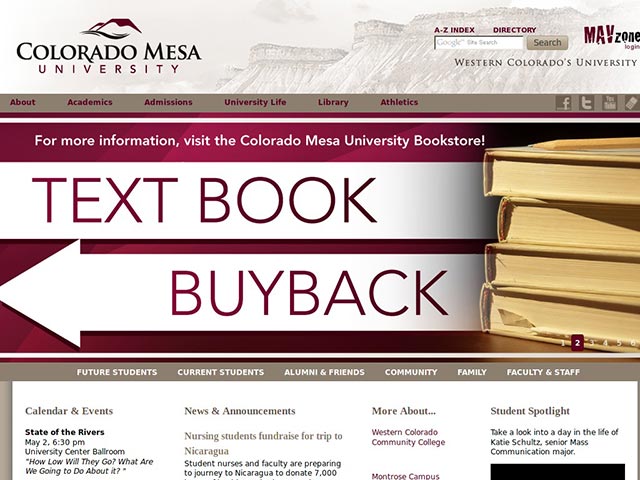 COLORADO MESA
UNIVERSITY
A-Z INDEX DIRECTORY
Google Site Search Search
MAVzone
login
WESTERN COLORADO'S UNIVERSITY
About Academics Admissions University Life Library Athletics
For more information, visit the Colorado Mesa University Bookstore!
TEXT BOOK
BUYBACK
1 2 3 4 5 6
FUTURE STUDENTS CURRENT STUDENTS ALUMNI & FRIENDS COMMUNITY FAMILY FACULTY & STAFF
Calendar & Events
State of the Rivers
May 2, 6:30 pm
University Center Ballroom
"How Low Will They Go? What Are
We Going to Do About it? "
News & Announcements
Nursing students fundraise for trip to
Nicaragua
Student nurses and faculty are preparing
to journey to Nicaragua to donate 7,000
More About...
Western Colorado
Community College
Montrose Campus
Student Spotlight
Take a look into a day in the life of
Katie Schultz, senior Mass
Communication major.